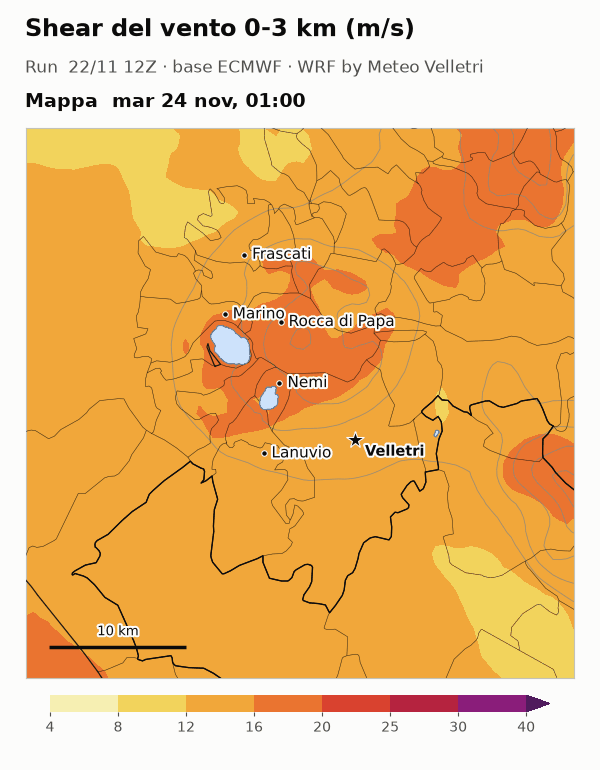 Shear del vento 0-3 km (m/s)
Run 22/11 12Z · base ECMWF · WRF by Meteo Velletri
Mappa mar 24 nov, 01:00
Frascati
Marino
Rocca di Papa
Nemi
Velletri
Lanuvio
10 km
4 8 12 16 20 25 30 40